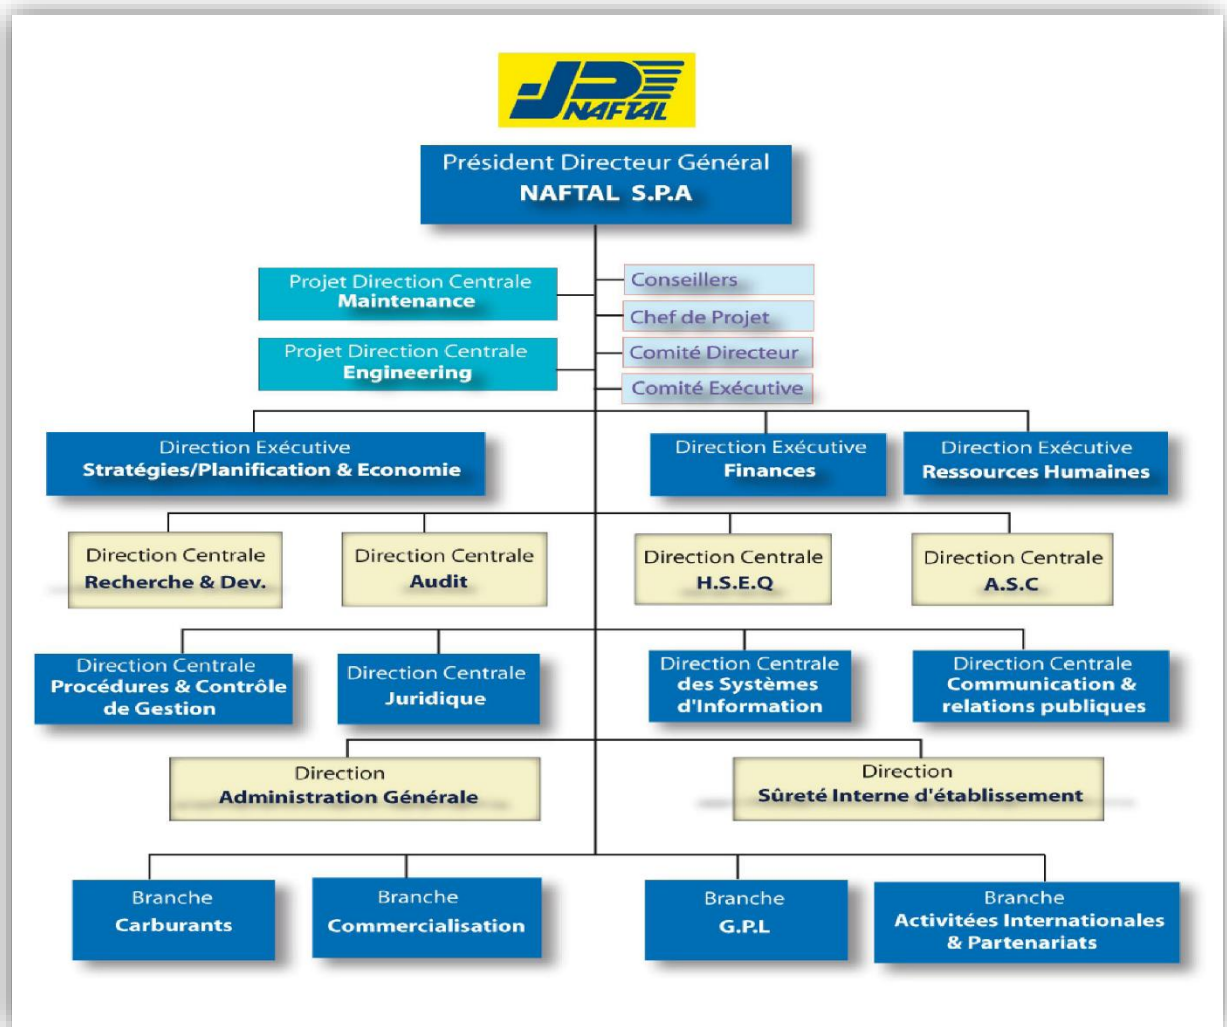 NAFTAL
Président Directeur Général
NAFTAL S.P.A
Projet Direction Centrale
Maintenance
Conseillers
Chef de Projet
Projet Direction Centrale
Engineering
Comité Directeur
Comité Exécutive
Direction Exécutive
Stratégies/Planification & Economie
Direction Exécutive
Finances
Direction Exécutive
Ressources Humaines
Direction Centrale
Recherche & Dev.
Direction Centrale
Audit
Direction Centrale
H.S.E.Q
Direction Centrale
A.S.C
Direction Centrale
Procédures & Contrôle
de Gestion
Direction Centrale
Juridique
Direction Centrale
des Systèmes
d'Information
Direction Centrale
Communication &
relations publiques
Direction
Administration Générale
Direction
Sûreté Interne d'établissement
Branche
Carburants
Branche
Commercialisation
Branche
G.P.L
Branche
Activitées Internationales
& Partenariats